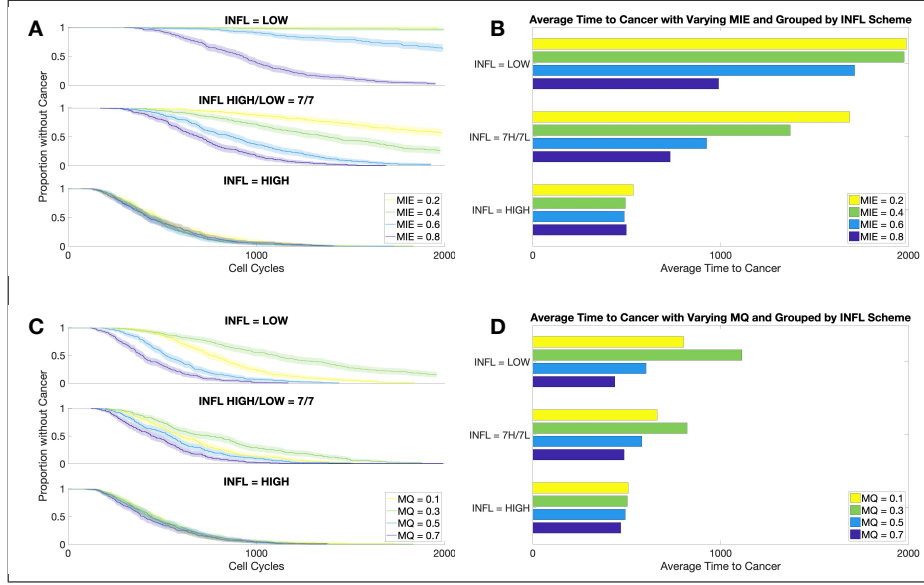 A
INFL = LOW
1
0.5
0
INFL HIGH/LOW = 7/7
1
0.5
0
INFL = HIGH
1
0.5
0
Proportion without Cancer
MIE = 0.2
MIE = 0.4
MIE = 0.6
MIE = 0.8
0
1000
2000
Cell Cycles
B
Average Time to Cancer with Varying MIE and Grouped by INFL Scheme
INFL = LOW
INFL = 7H/7L
INFL = HIGH
MIE = 0.2
MIE = 0.4
MIE = 0.6
MIE = 0.8
0
1000
2000
Average Time to Cancer
C
INFL = LOW
1
0.5
0
INFL HIGH/LOW = 7/7
1
0.5
0
INFL = HIGH
1
0.5
0
Proportion without Cancer
MQ = 0.1
MQ = 0.3
MQ = 0.5
MQ = 0.7
0
1000
2000
Cell Cycles
D
Average Time to Cancer with Varying MQ and Grouped by INFL Scheme
INFL = LOW
INFL = 7H/7L
INFL = HIGH
MQ = 0.1
MQ = 0.3
MQ = 0.5
MQ = 0.7
0
1000
2000
Average Time to Cancer